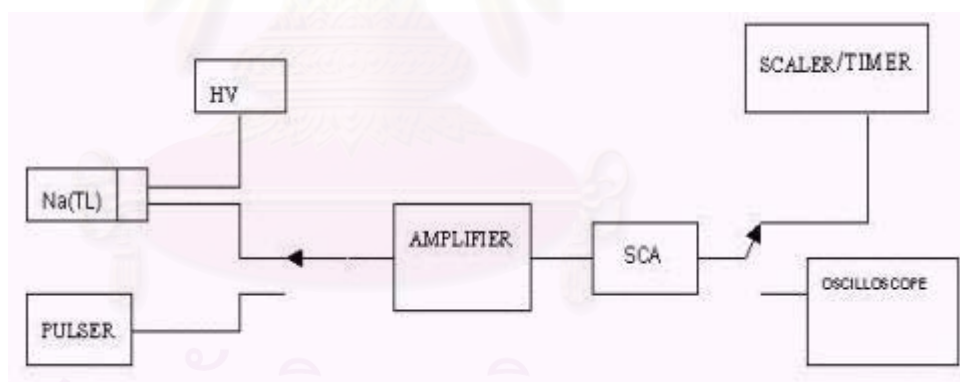 SCALER/TIMER
HV
Na(TL)
AMPLIFIER
SCA
OSCILLOSCOPE
PULSER